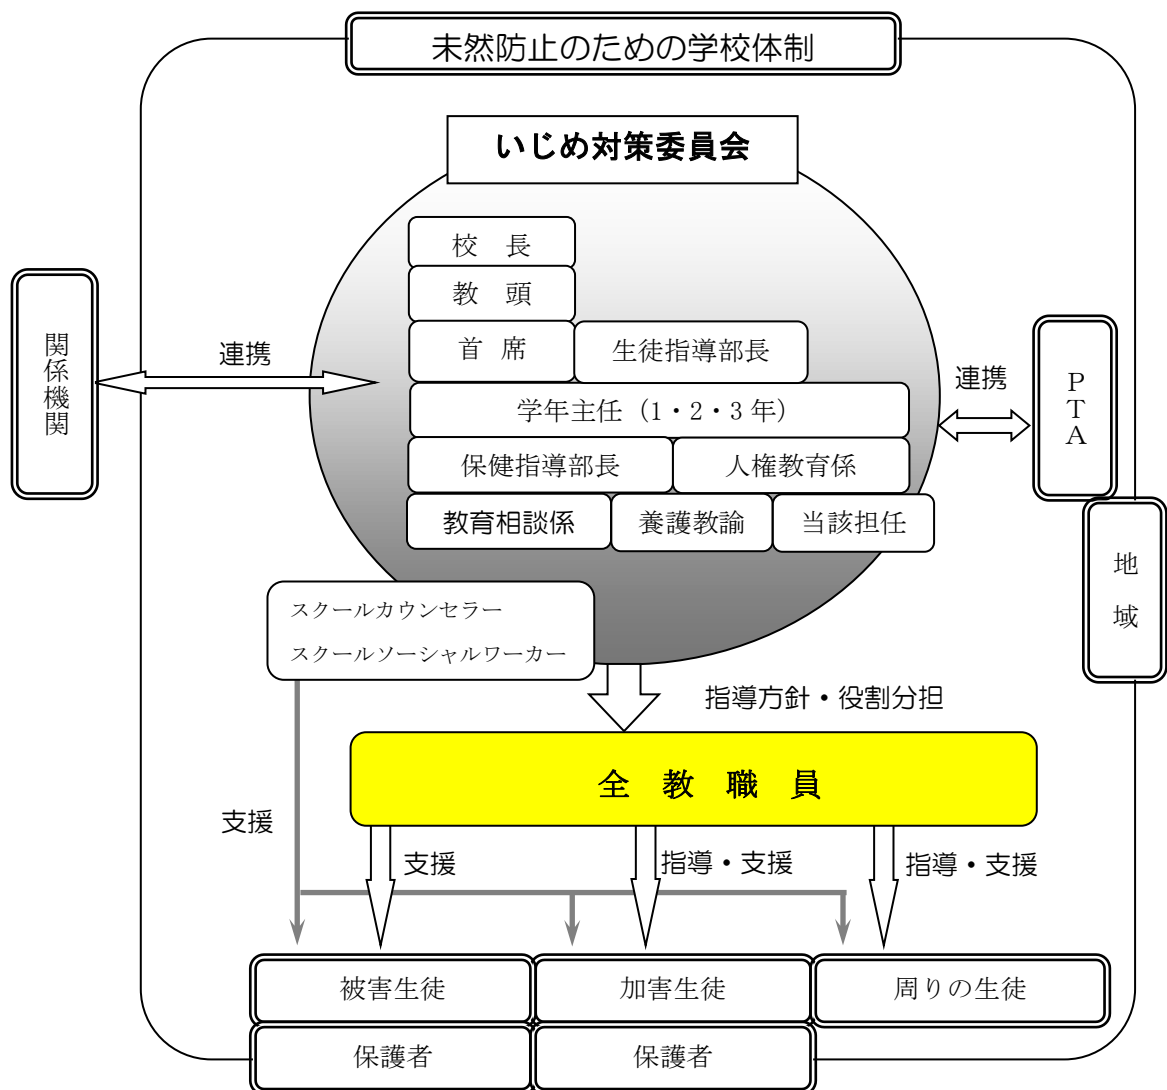 未然防止のための学校体制
いじめ対策委員会
校 長
教 頭
首 席
生徒指導部長
学年主任（1・2・3年）
保健指導部長
人権教育係
教育相談係
養護教諭
当該担任
スクールカウンセラー
スクールソーシャルワーカー
関係機関
連携
連携
PTA
地域
指導方針・役割分担
全 教 職 員
支援
支援
指導・支援
指導・支援
被害生徒
加害生徒
周りの生徒
保護者
保護者